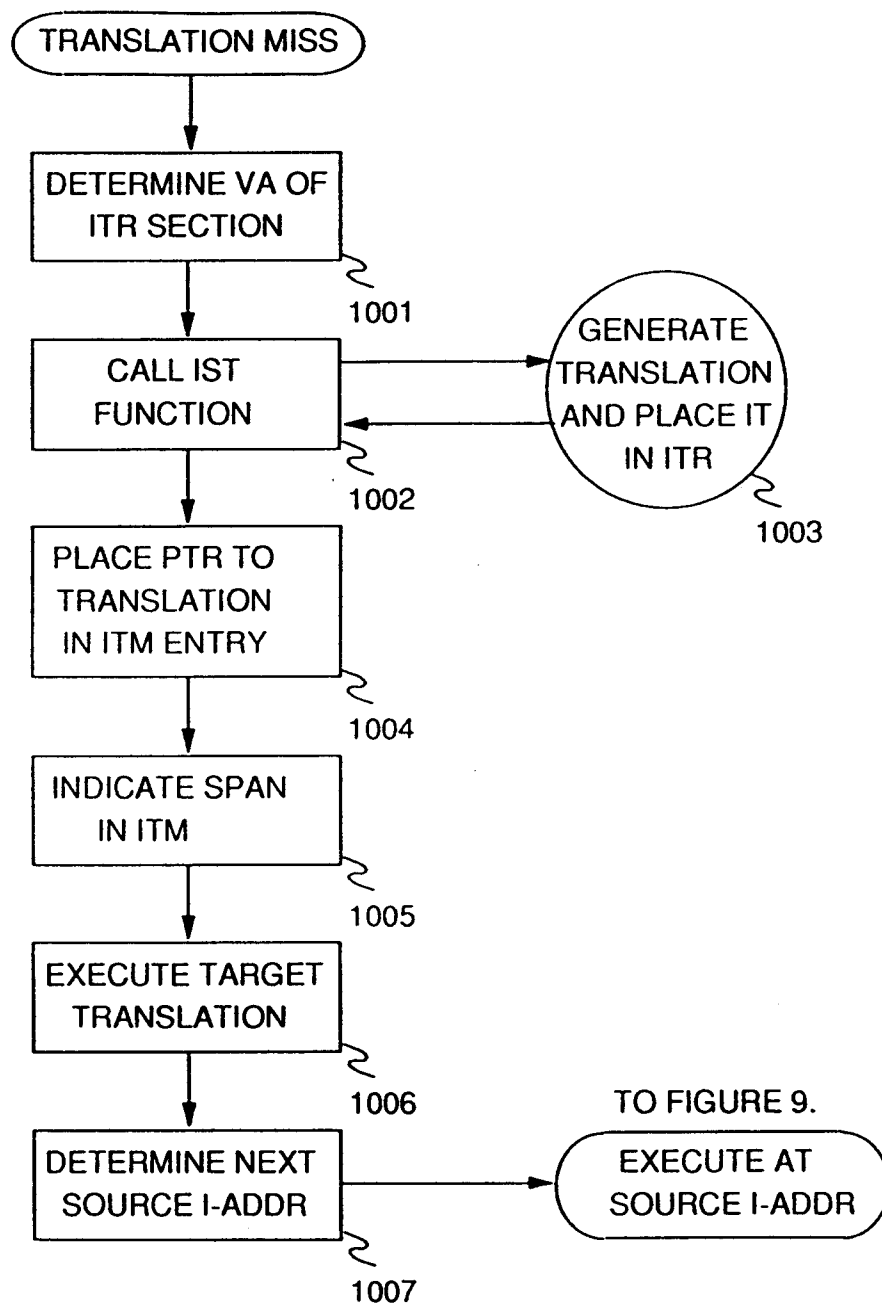 TRANSLATION MISS
DETERMINE VA OF
ITR SECTION
1001
CALL IST
FUNCTION
1002
GENERATE
TRANSLATION
AND PLACE IT
IN ITR
1003
PLACE PTR TO
TRANSLATION
IN ITM ENTRY
1004
INDICATE SPAN
IN ITM
1005
EXECUTE TARGET
TRANSLATION
1006
DETERMINE NEXT
SOURCE I-ADDR
1007
TO FIGURE 9.
EXECUTE AT
SOURCE I-ADDR